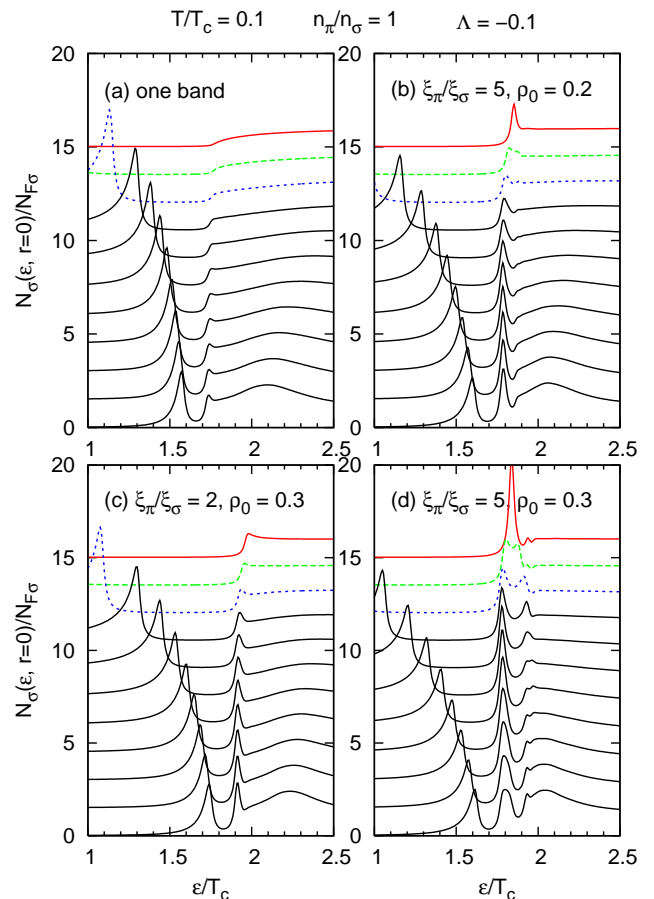 T/T_c = 0.1 n_π/n_σ = 1 Λ = −0.1
20
15
10
5
0
N_σ(ε, r=0)/N_Fσ
(a) one band
1 1.5 2 2.5
20
15
10
5
0
(b) ξ_π/ξ_σ = 5, ρ_0 = 0.2
1 1.5 2 2.5
20
15
10
5
0
N_σ(ε, r=0)/N_Fσ
(c) ξ_π/ξ_σ = 2, ρ_0 = 0.3
1 1.5 2 2.5
ε/T_c
20
15
10
5
0
(d) ξ_π/ξ_σ = 5, ρ_0 = 0.3
1 1.5 2 2.5
ε/T_c